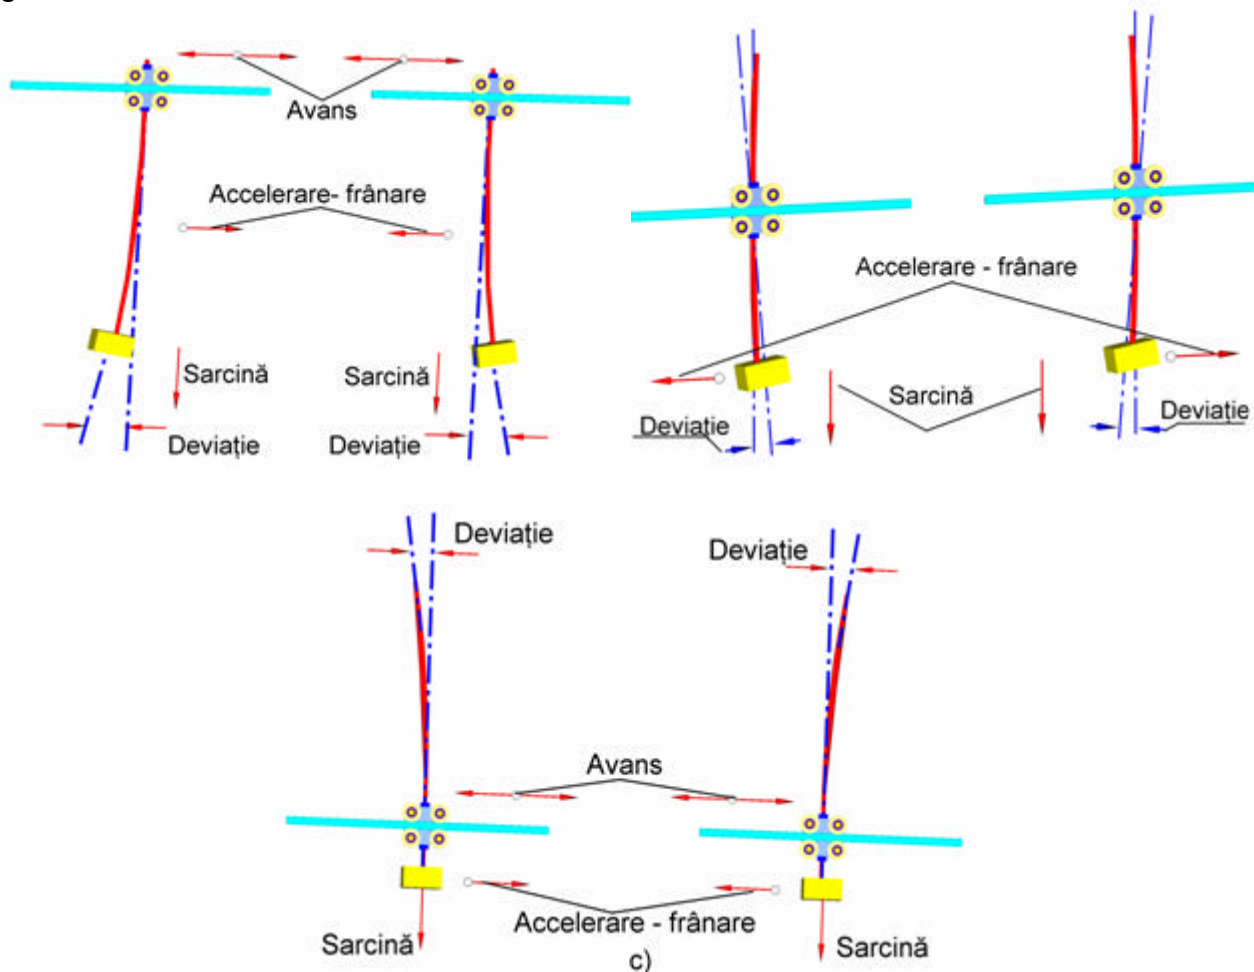 Avans
Accelerare- frânare
Sarcină
Sarcină
Deviație
Deviație
Accelerare - frânare
Sarcină
Deviație
Deviație
Deviație
Deviație
Avans
Accelerare - frânare
Sarcină
Sarcină
c)